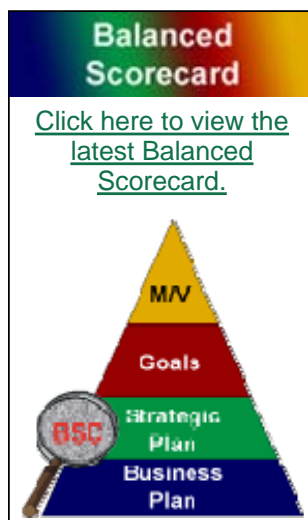 Balanced
Scorecard
Click here to view the
latest Balanced
Scorecard.
M/V
Goals
Strategic
Plan
BSC
Business
Plan